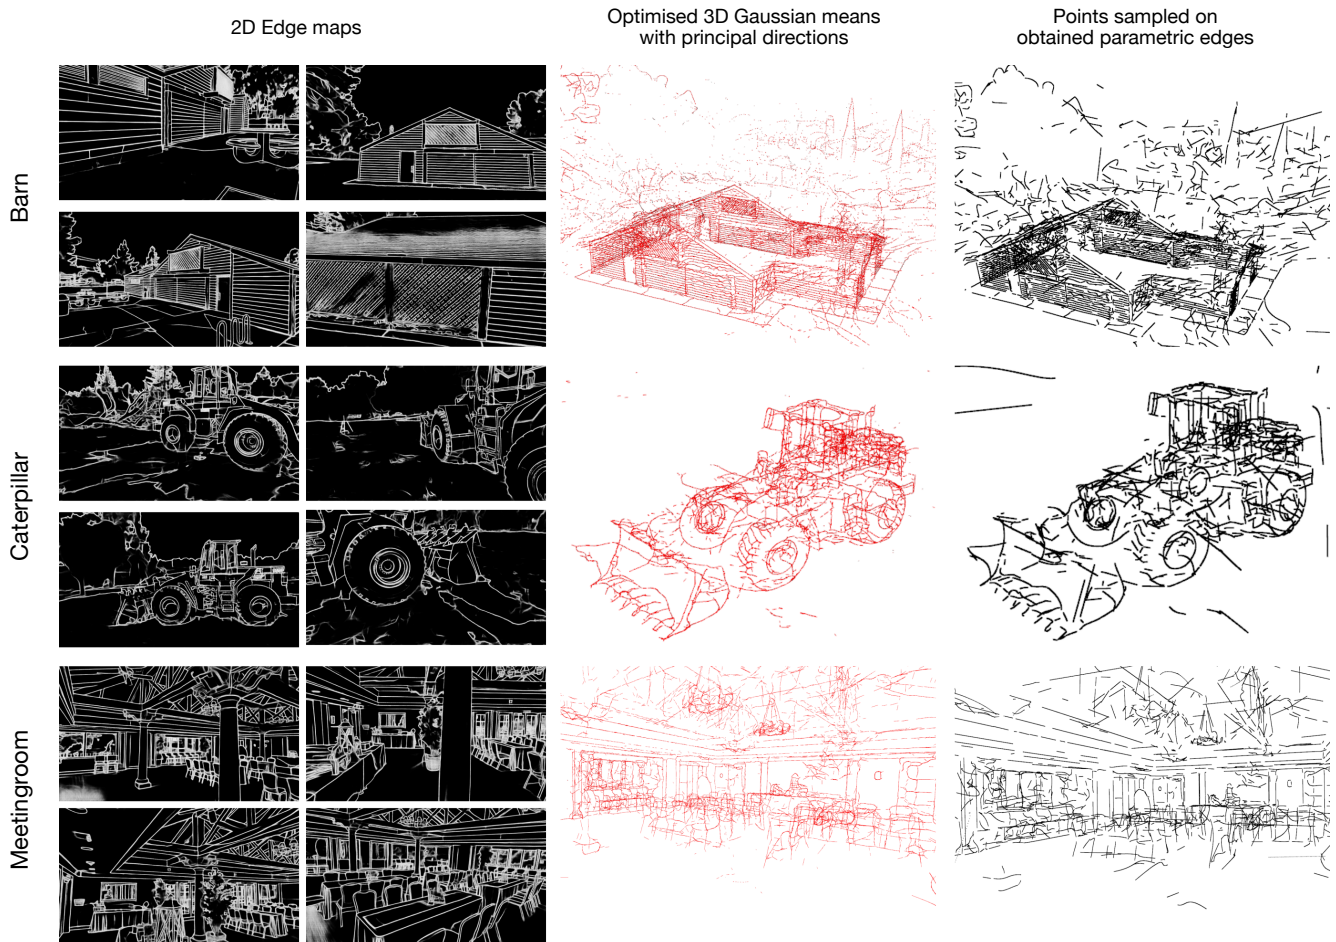 2D Edge maps
Optimised 3D Gaussian means
with principal directions
Points sampled on
obtained parametric edges
Barn
Caterpillar
Meetingroom